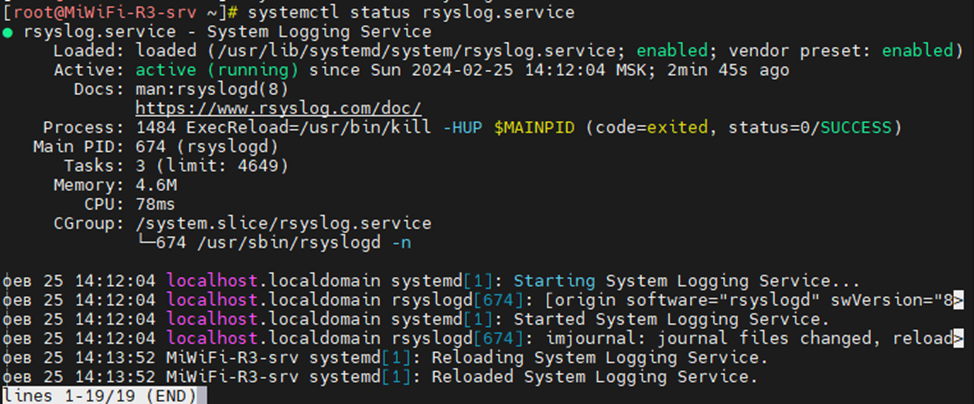 [root@MiWiFi-R3-srv ~]# systemctl status rsyslog.service
● rsyslog.service - System Logging Service
Loaded: loaded (/usr/lib/systemd/system/rsyslog.service; enabled; vendor preset: enabled)
Active: active (running) since Sun 2024-02-25 14:12:04 MSK; 2min 45s ago
Docs: man:rsyslogd(8)
https://www.rsyslog.com/doc/
Process: 1484 ExecReload=/usr/bin/kill -HUP $MAINPID (code=exited, status=0/SUCCESS)
Main PID: 674 (rsyslogd)
Tasks: 3 (limit: 4649)
Memory: 4.6M
CPU: 78ms
CGroup: /system.slice/rsyslog.service
└─674 /usr/sbin/rsyslogd -n
фев 25 14:12:04 localhost.localdomain systemd[1]: Starting System Logging Service...
фев 25 14:12:04 localhost.localdomain rsyslogd[674]: [origin software="rsyslogd" swVersion="8>
фев 25 14:12:04 localhost.localdomain systemd[1]: Started System Logging Service.
фев 25 14:12:04 localhost.localdomain rsyslogd[674]: imjournal: journal files changed, reload>
фев 25 14:13:52 MiWiFi-R3-srv systemd[1]: Reloading System Logging Service.
фев 25 14:13:52 MiWiFi-R3-srv systemd[1]: Reloaded System Logging Service.
lines 1-19/19 (END)